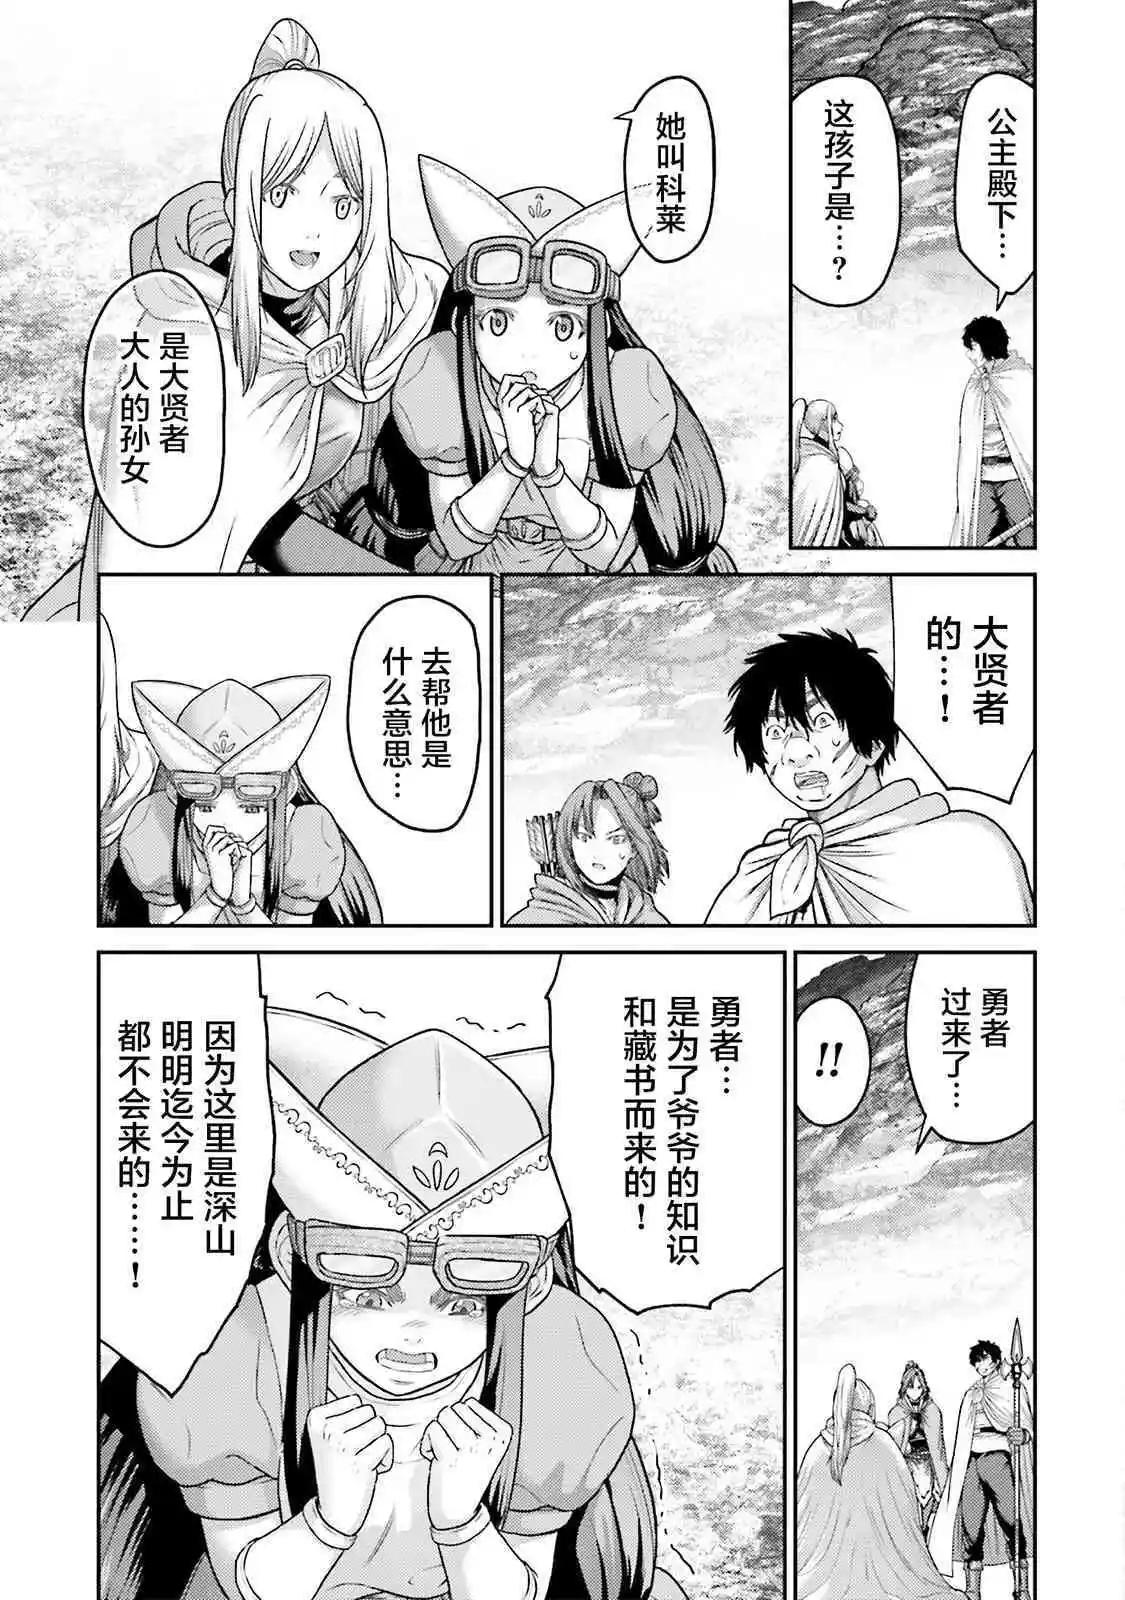 公主殿下…
这孩子是…?
她叫科莱
是大贤者
大人的孙女
大贤者
的…!
去帮他是
什么意思…
勇者
过来了…
!!
勇者…
是为了爷爷的知识
和藏书而来的!
因为这里是深山
明明迄今为止
都不会来的……!